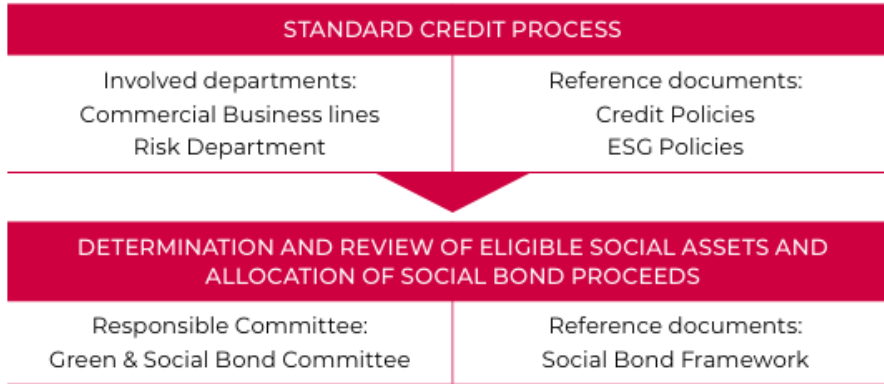 STANDARD CREDIT PROCESS
Involved departments:
Commercial Business lines
Risk Department
Reference documents:
Credit Policies
ESG Policies
DETERMINATION AND REVIEW OF ELIGIBLE SOCIAL ASSETS AND
ALLOCATION OF SOCIAL BOND PROCEEDS
Responsible Committee:
Green & Social Bond Committee
Reference documents:
Social Bond Framework